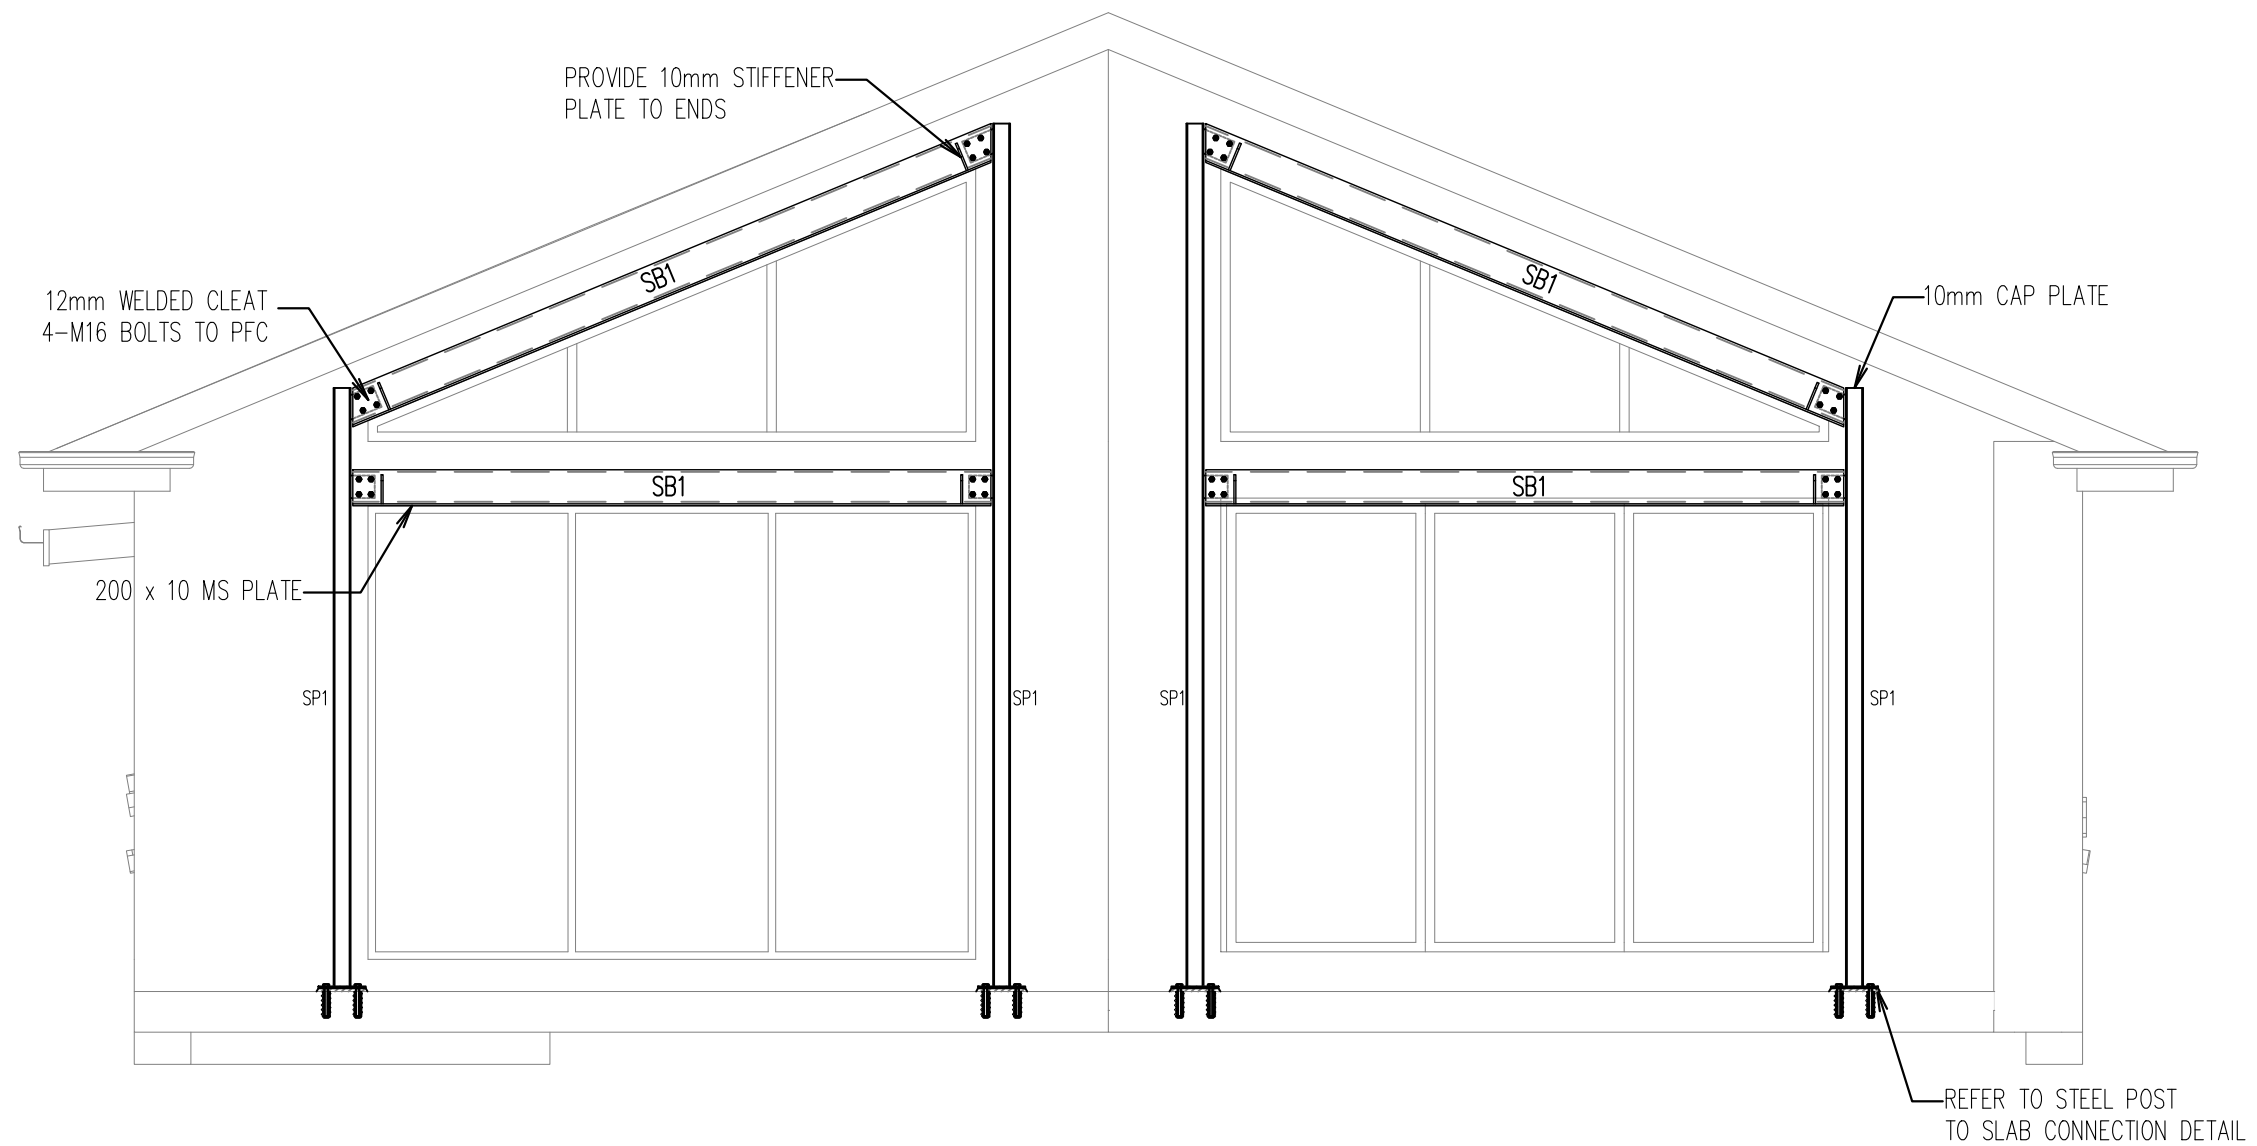 PROVIDE 10mm STIFFENER
PLATE TO ENDS
SB1
SB1
12mm WELDED CLEAT
4-M16 BOLTS TO PFC
10mm CAP PLATE
SB1
SB1
200 x 10 MS PLATE
SP1
SP1
SP1
SP1
REFER TO STEEL POST
TO SLAB CONNECTION DETAIL